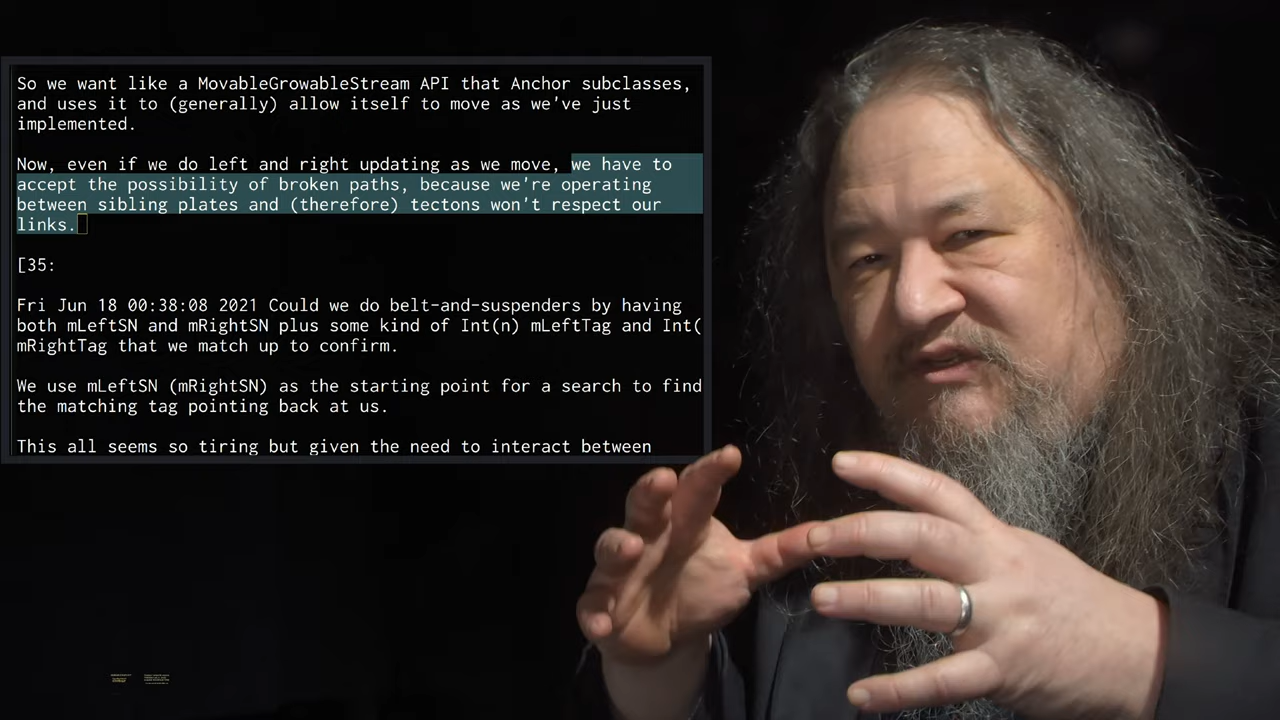 So we want like a MovableGrowableStream API that Anchor subclasses,
and uses it to (generally) allow itself to move as we've just
implemented.
Now, even if we do left and right updating as we move, we have to
accept the possibility of broken paths, because we're operating
between sibling plates and (therefore) tectons won't respect our
links.
[35:
Fri Jun 18 00:38:08 2021 Could we do belt-and-suspenders by having
both mLeftSN and mRightSN plus some kind of Int(n) mLeftTag and Int(
mRightTag that we match up to confirm.
We use mLeftSN (mRightSN) as the starting point for a search to find
the matching tag pointing back at us.
This all seems so tiring but given the need to interact between